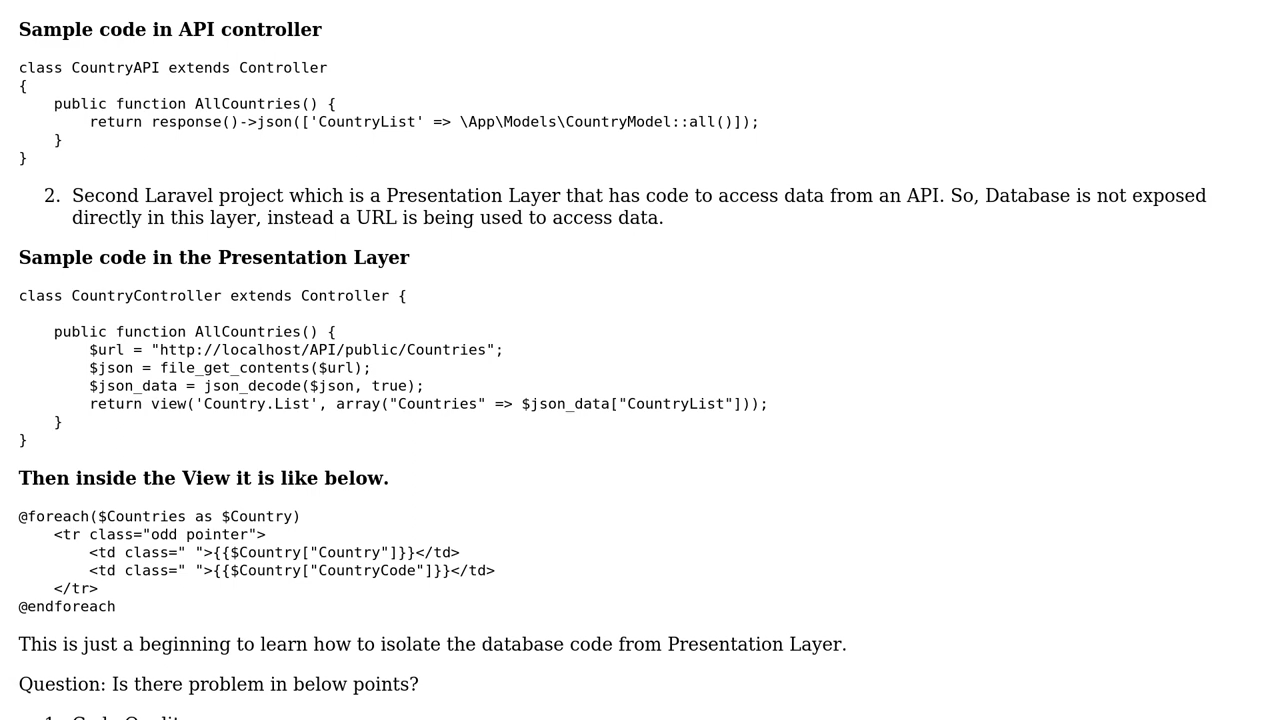 Sample code in API controller
class CountryAPI extends Controller
{
    public function AllCountries() {
        return response()->json(['CountryList' => \App\Models\CountryModel::all()]);
    }
}
2. Second Laravel project which is a Presentation Layer that has code to access data from an API. So, Database is not exposed
directly in this layer, instead a URL is being used to access data.
Sample code in the Presentation Layer
class CountryController extends Controller {
    public function AllCountries() {
        $url = "http://localhost/API/public/Countries";
        $json = file_get_contents($url);
        $json_data = json_decode($json, true);
        return view('Country.List', array("Countries" => $json_data["CountryList"]));
    }
}
Then inside the View it is like below.
@foreach($Countries as $Country)
    <tr class="odd pointer">
        <td class=" ">{{$Country["Country"]}}</td>
        <td class=" ">{{$Country["CountryCode"]}}</td>
    </tr>
@endforeach
This is just a beginning to learn how to isolate the database code from Presentation Layer.
Question: Is there problem in below points?